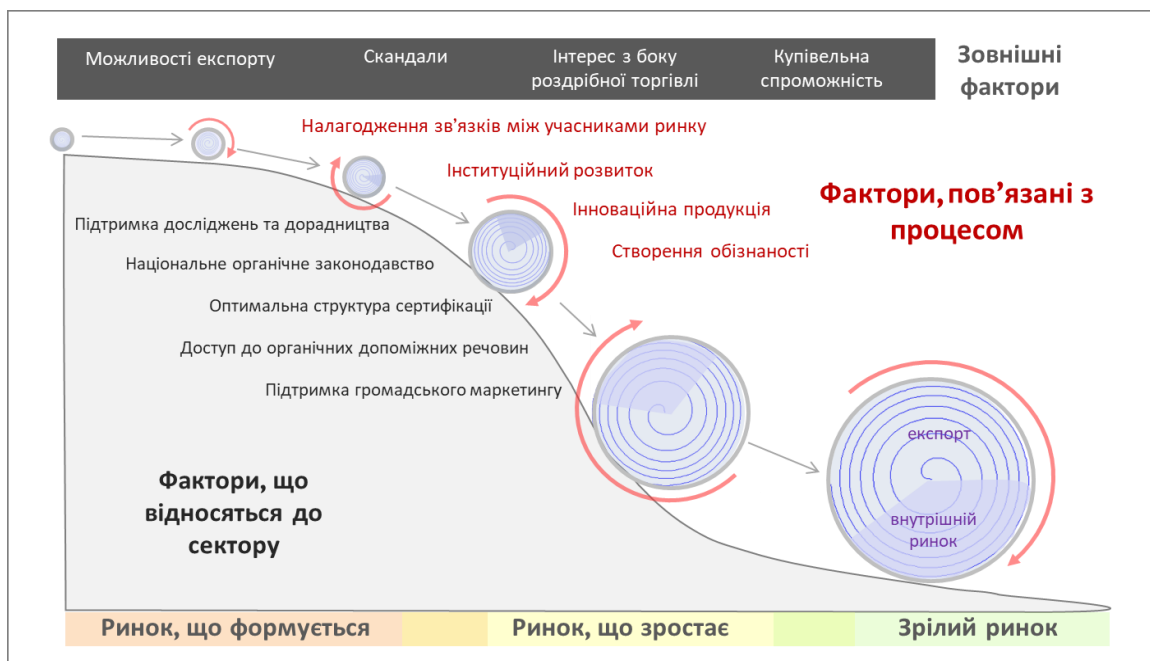 Можливості експорту
Скандали
Інтерес з боку
роздрібної торгівлі
Купівельна
спроможність
Зовнішні
фактори
Налагодження зв'язків між учасниками ринку
Інституційний розвиток
Інноваційна продукція
Створення обізнаності
Фактори, пов’язані з
процесом
Підтримка досліджень та дорадництва
Національне органічне законодавство
Оптимальна структура сертифікації
Доступ до органічних допоміжних речовин
Підтримка громадського маркетингу
Фактори, що
відносяться до
сектору
експорт
внутрішній
ринок
Ринок, що формується
Ринок, що зростає
Зрілий ринок